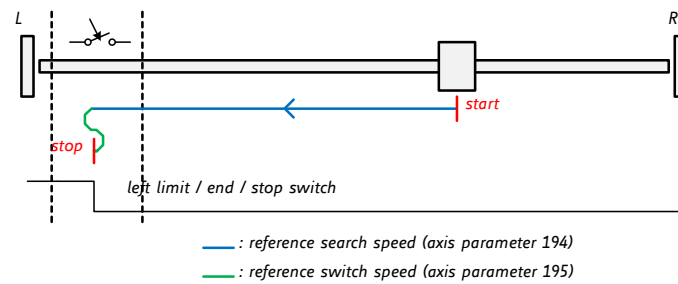 L
R
start
stop
left limit / end / stop switch
: reference search speed (axis parameter 194)
: reference switch speed (axis parameter 195)